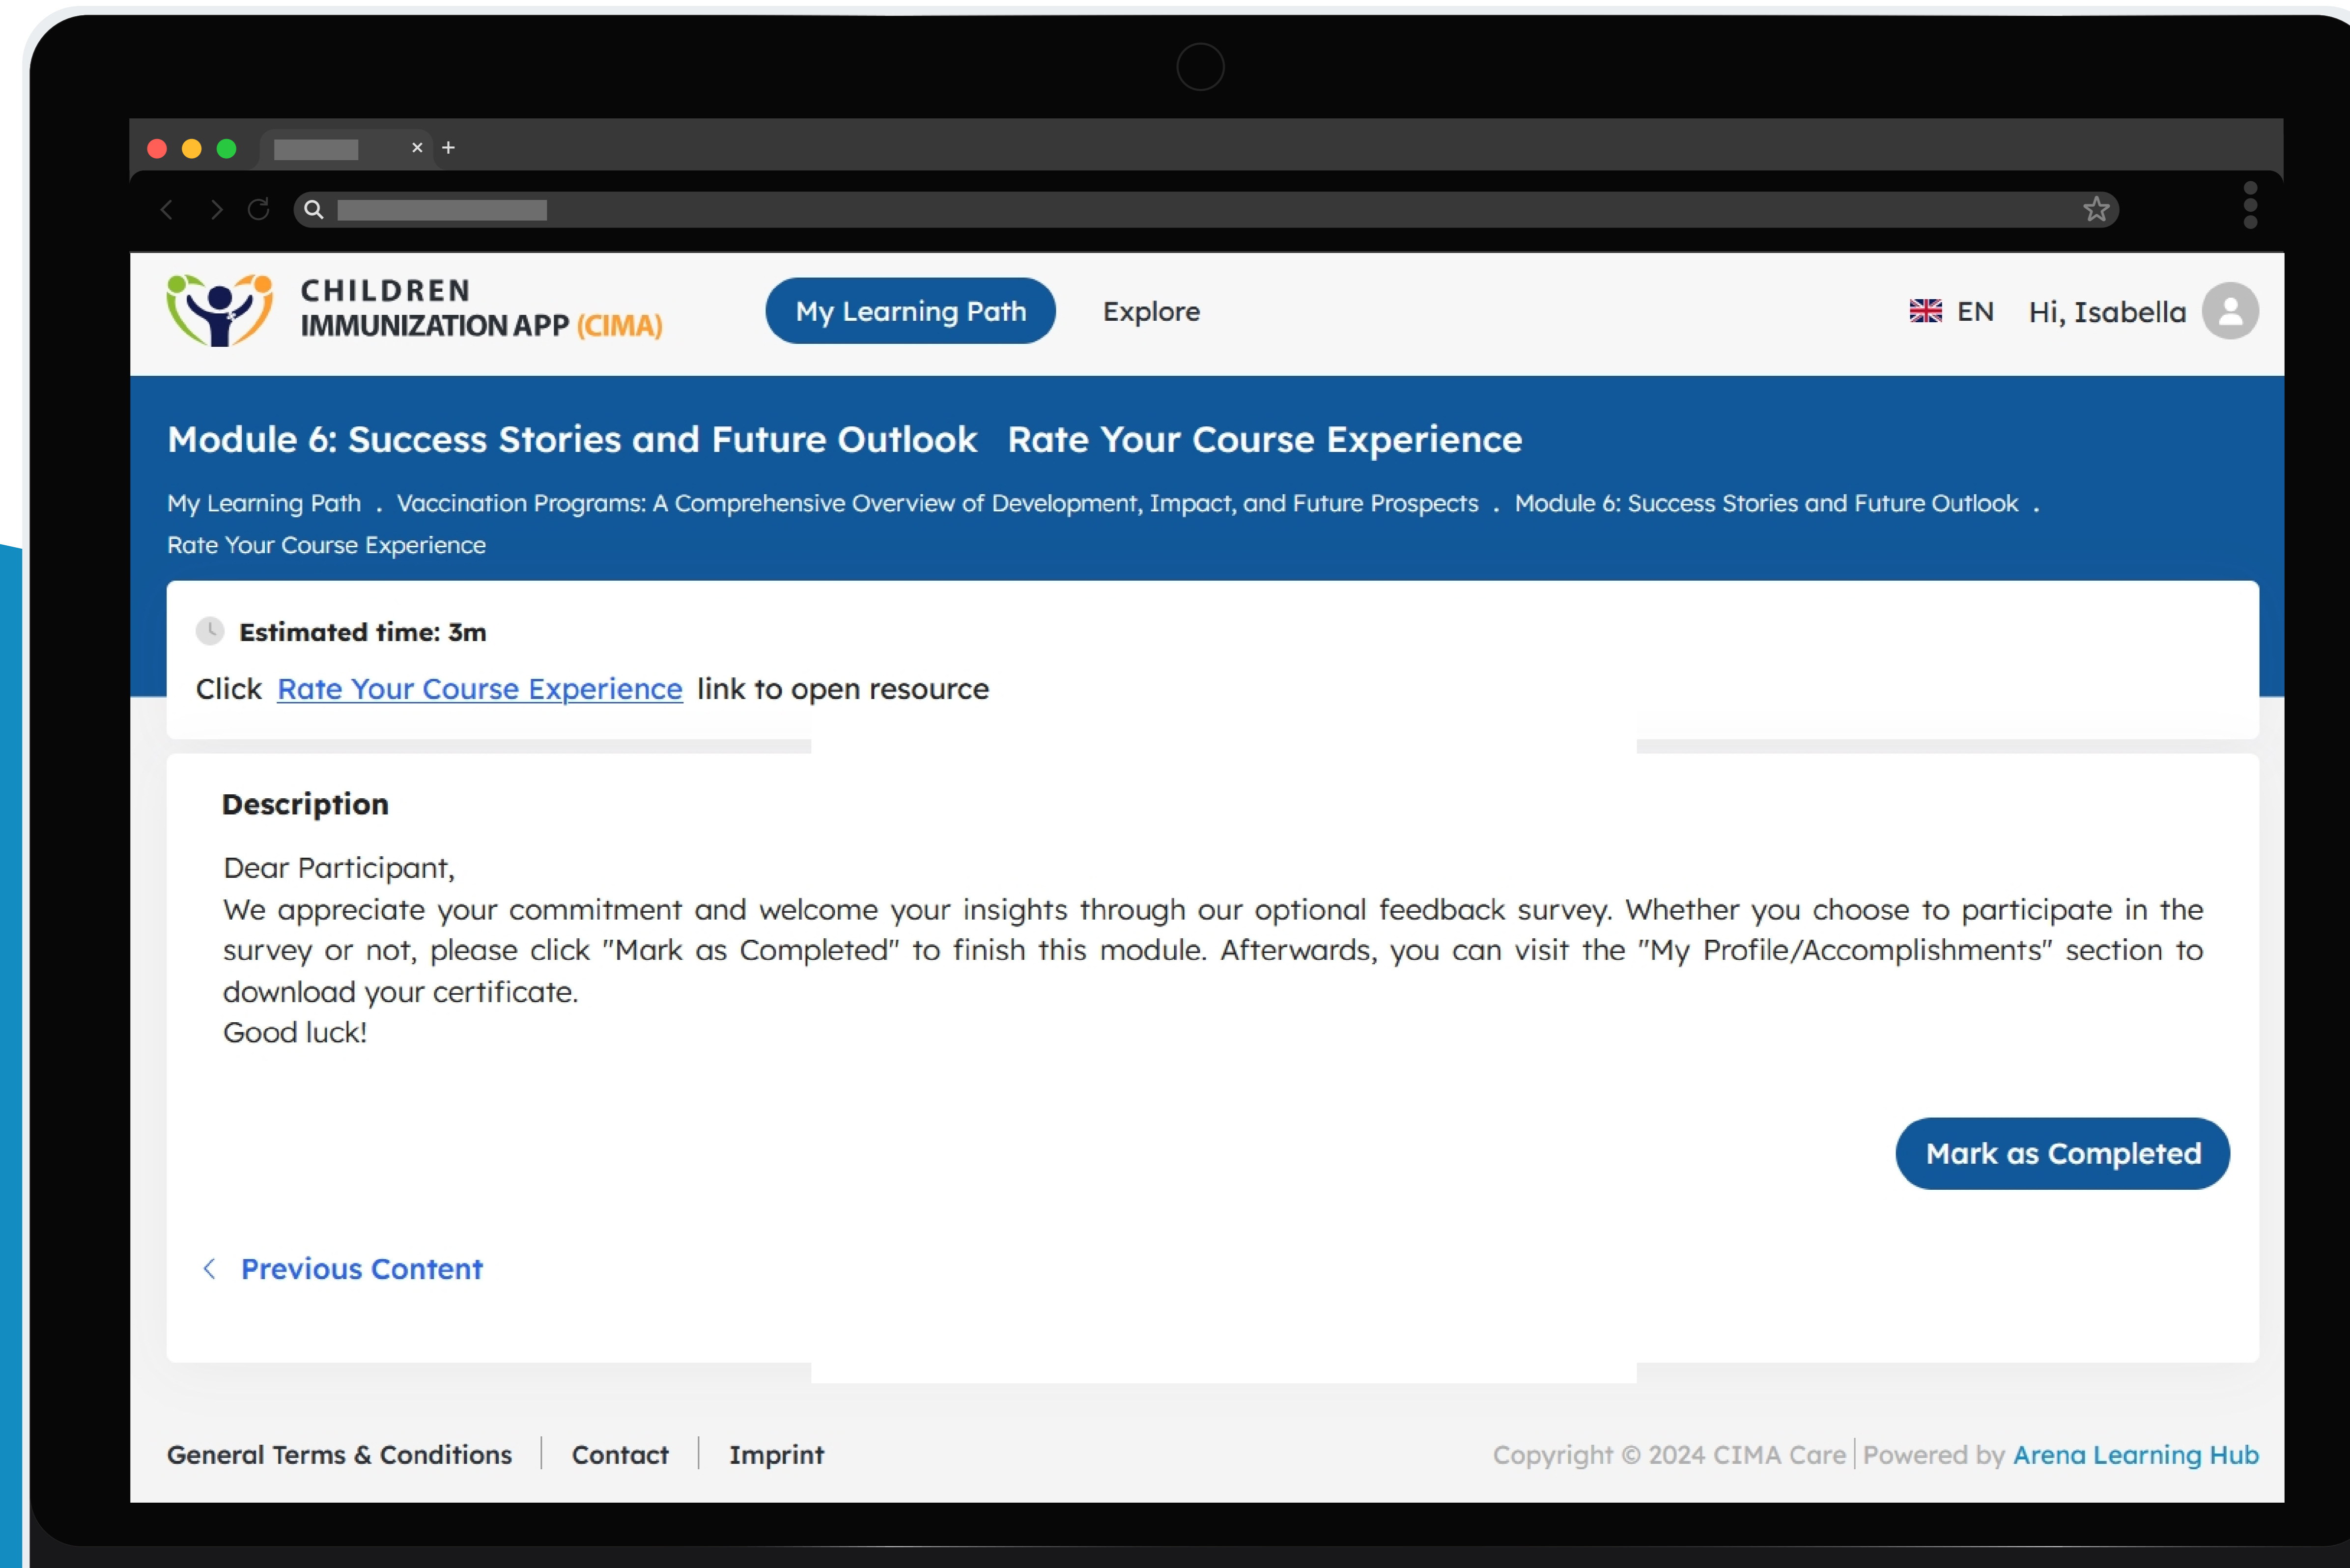 CHILDREN
IMMUNIZATION APP (CIMA)
My Learning Path
Explore
EN
Hi, Isabella
Module 6: Success Stories and Future Outlook Rate Your Course Experience
My Learning Path . Vaccination Programs: A Comprehensive Overview of Development, Impact, and Future Prospects . Module 6: Success Stories and Future Outlook .
Rate Your Course Experience
Estimated time: 3m
Click Rate Your Course Experience link to open resource
Description
Dear Participant,
We appreciate your commitment and welcome your insights through our optional feedback survey. Whether you choose to participate in the
survey or not, please click "Mark as Completed" to finish this module. Afterwards, you can visit the "My Profile/Accomplishments" section to
download your certificate.
Good luck!
Mark as Completed
Previous Content
General Terms & Conditions | Contact | Imprint
Copyright © 2024 CIMA Care | Powered by Arena Learning Hub